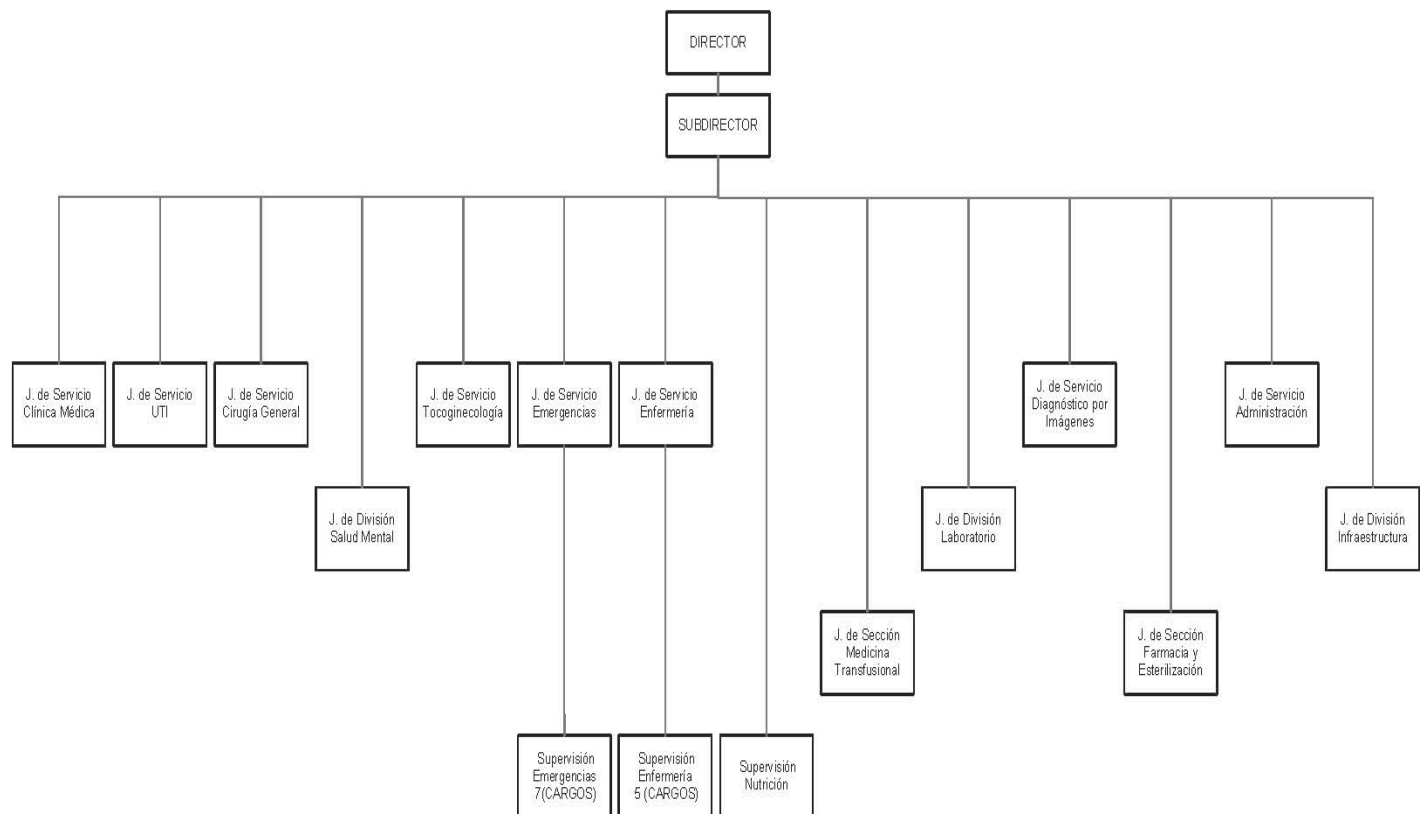 DIRECTOR
SUBDIRECTOR
J. de Servicio
Clínica Médica
J. de Servicio
UTI
J. de Servicio
Cirugía General
J. de Servicio
Tocoginecología
J. de Servicio
Emergencias
J. de Servicio
Enfermería
J. de Servicio
Diagnóstico por
Imágenes
J. de Servicio
Administración
J. de División
Salud Mental
J. de División
Laboratorio
J. de División
Infraestructura
J. de Sección
Medicina
Transfusional
J. de Sección
Farmacia y
Esterilización
Supervisión
Emergencias
7(CARGOS)
Supervisión
Enfermería
5 (CARGOS)
Supervisión
Nutrición